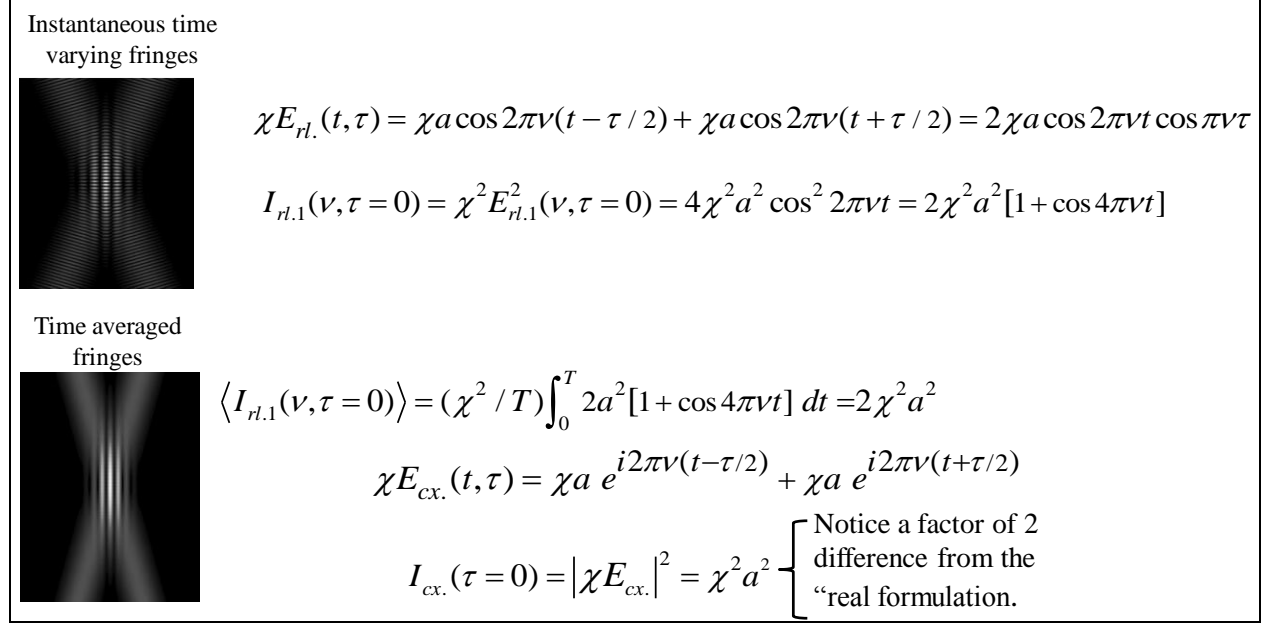 Instantaneous time
varying fringes
χE_{rl.}(t,τ) = χa cos 2πν(t − τ / 2) + χa cos 2πν(t + τ / 2) = 2χa cos 2πνt cos πντ
I_{rl.1}(ν,τ = 0) = χ²E²_{rl.1}(ν,τ = 0) = 4χ²a² cos² 2πνt = 2χ²a²[1 + cos 4πνt]
Time averaged
fringes
⟨I_{rl.1}(ν,τ = 0)⟩ = (χ² / T)∫₀ᵀ 2a²[1 + cos 4πνt] dt =2χ²a²
χE_{cx.}(t,τ) = χa e^{i2πν(t−τ/2)} + χa e^{i2πν(t+τ/2)}
I_{cx.}(τ = 0) = |χE_{cx.}|² = χ²a²
Notice a factor of 2
difference from the
“real formulation.